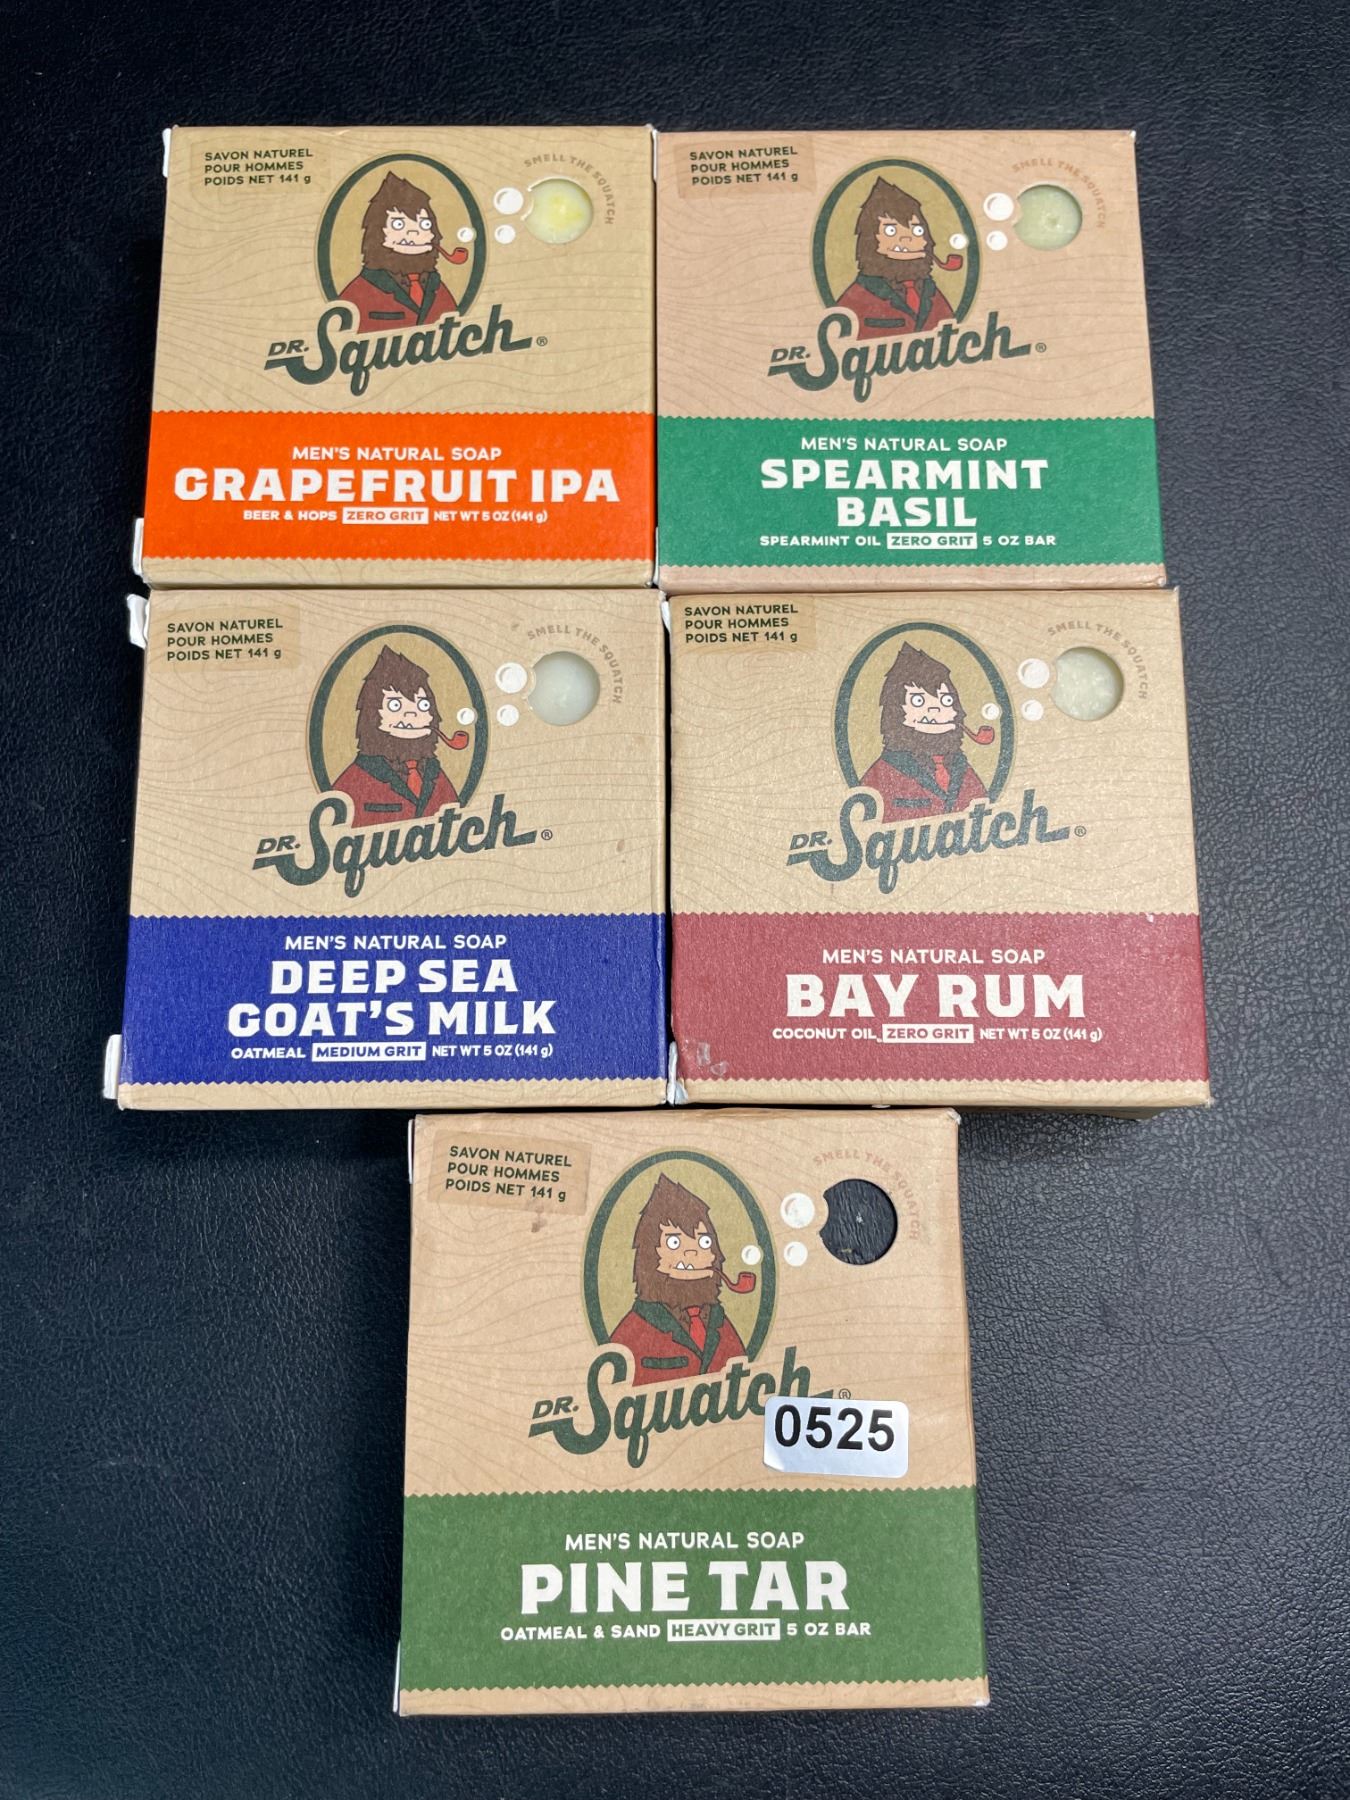 SAVON NATUREL
POUR HOMMES
POIDS NET 141 g
SMELL THE SQUATCH
DR. Squatch®
MEN'S NATURAL SOAP
GRAPEFRUIT IPA
BEER & HOPS ZERO GRIT NET WT 5 OZ (141 g)
SAVON NATUREL
POUR HOMMES
POIDS NET 141 g
SMELL THE SQUATCH
DR. Squatch®
MEN'S NATURAL SOAP
SPEARMINT
BASIL
SPEARMINT OIL ZERO GRIT 5 OZ BAR
SAVON NATUREL
POUR HOMMES
POIDS NET 141 g
SMELL THE SQUATCH
DR. Squatch®
MEN'S NATURAL SOAP
DEEP SEA
GOAT'S MILK
OATMEAL MEDIUM GRIT NET WT 5 OZ (141 g)
SAVON NATUREL
POUR HOMMES
POIDS NET 141 g
SMELL THE SQUATCH
DR. Squatch®
MEN'S NATURAL SOAP
BAY RUM
COCONUT OIL ZERO GRIT NET WT 5 OZ (141 g)
SAVON NATUREL
POUR HOMMES
POIDS NET 141 g
SMELL THE SQUATCH
DR. Squatch®
0525
MEN'S NATURAL SOAP
PINE TAR
OATMEAL & SAND HEAVY GRIT 5 OZ BAR